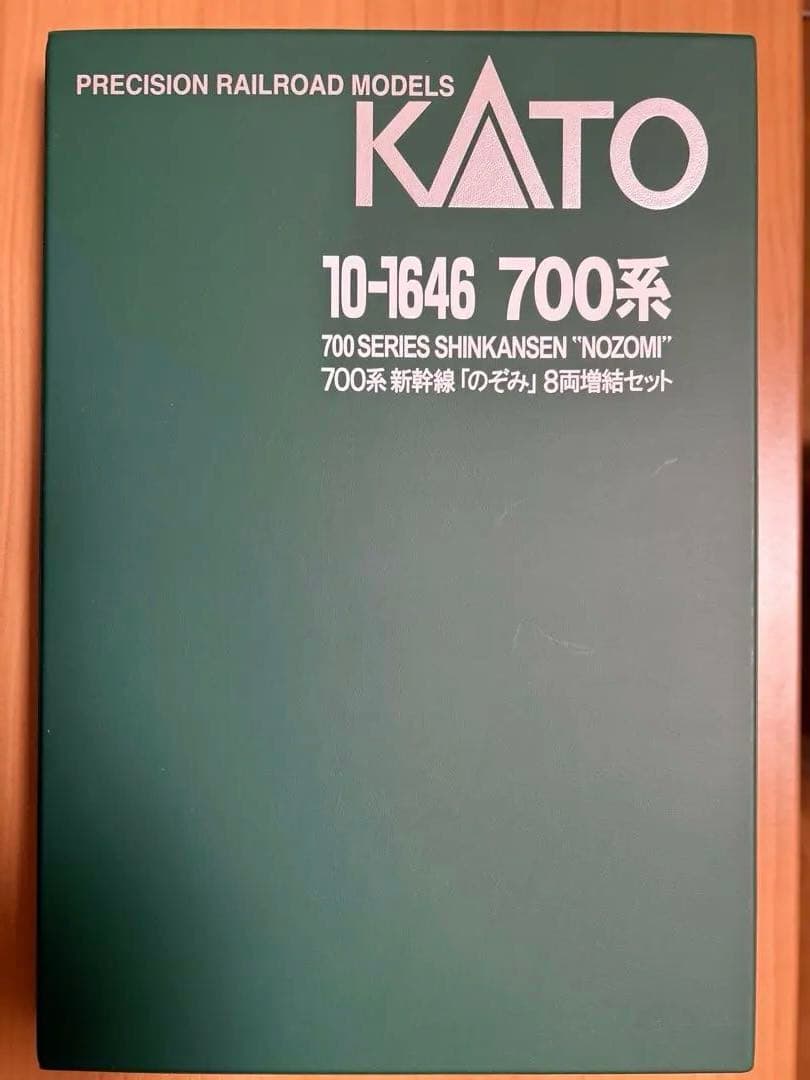 PRECISION RAILROAD MODELS
KATO
10-1646 700系
700 SERIES SHINKANSEN "NOZOMI"
700系 新幹線「のぞみ」8両増結セット